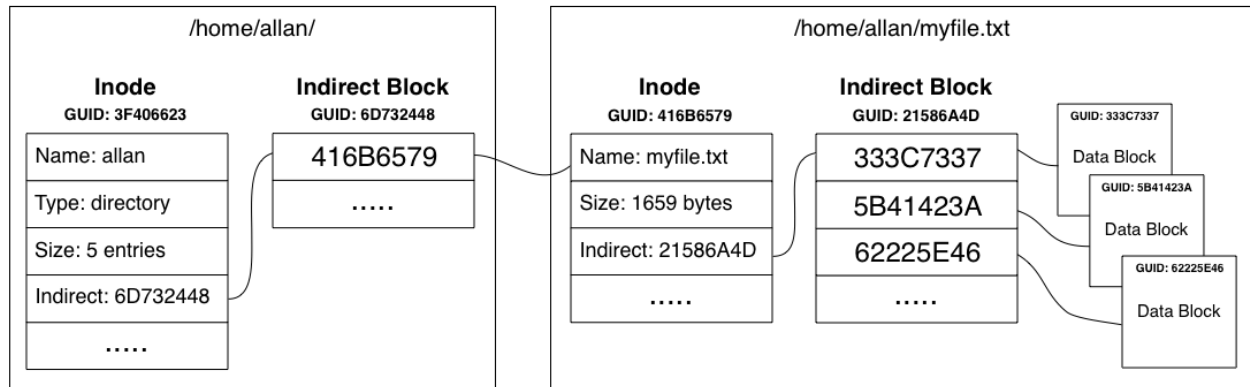 /home/allan/
Inode
GUID: 3F406623
Name: allan
Type: directory
Size: 5 entries
Indirect: 6D732448
.....
Indirect Block
GUID: 6D732448
416B6579
.....
/home/allan/myfile.txt
Inode
GUID: 416B6579
Name: myfile.txt
Size: 1659 bytes
Indirect: 21586A4D
.....
Indirect Block
GUID: 21586A4D
333C7337
5B41423A
62225E46
.....
GUID: 333C7337
Data Block
GUID: 5B41423A
Data Block
GUID: 62225E46
Data Block